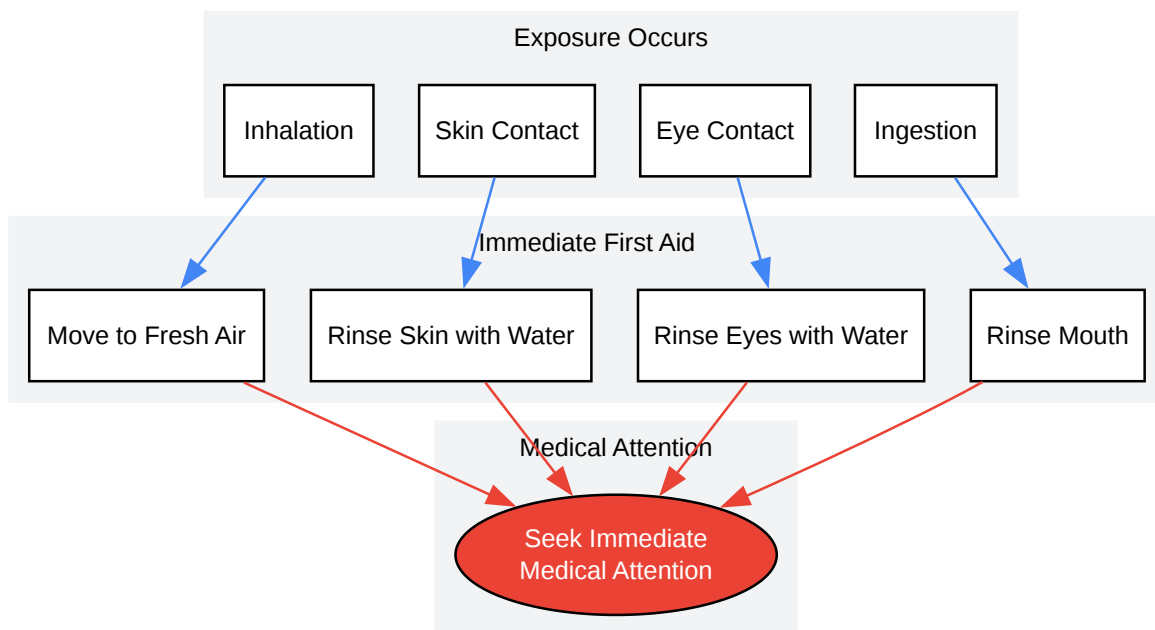 Exposure Occurs
Inhalation
Skin Contact
Eye Contact
Ingestion
Immediate First Aid
Move to Fresh Air
Rinse Skin with Water
Rinse Eyes with Water
Rinse Mouth
Medical Attention
Seek Immediate
Medical Attention